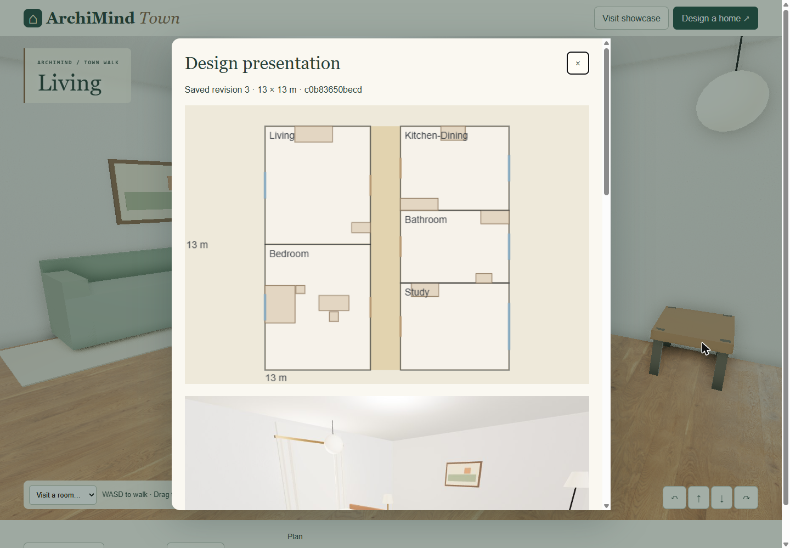 ArchiMind Town
Visit showcase
Design a home ↗
ARCHIMIND / TOWN WALK
Living
Design presentation
×
Saved revision 3 · 13 × 13 m · c0b83650becd
Living
Kitchen-Dining
Bathroom
13 m
Bedroom
Study
13 m
Visit a room...
WASD to walk · Drag
↶
↑
↓
↷
Plan